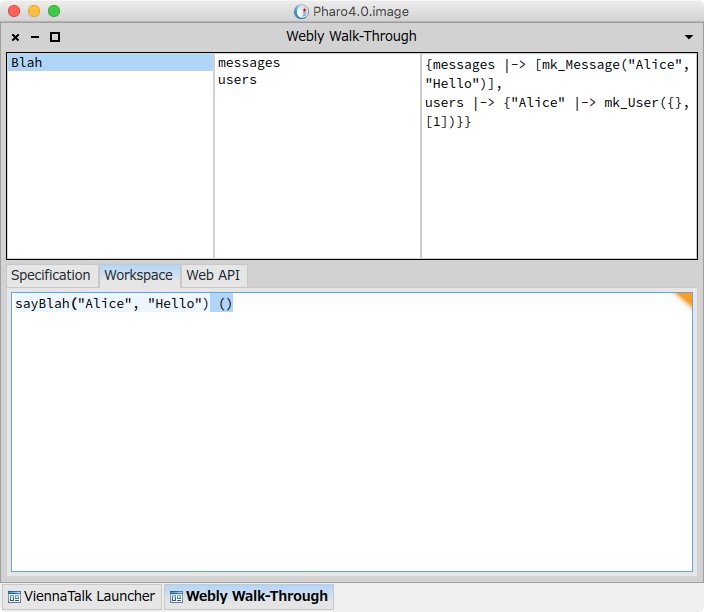 Pharo4.0.image
Webly Walk-Through
Blah
messages
users
{messages |-> [mk_Message("Alice",
"Hello")],
users |-> {"Alice" |-> mk_User({},
[1])}}
Specification
Workspace
Web API
sayBlah("Alice", "Hello") ()
ViennaTalk Launcher
Webly Walk-Through